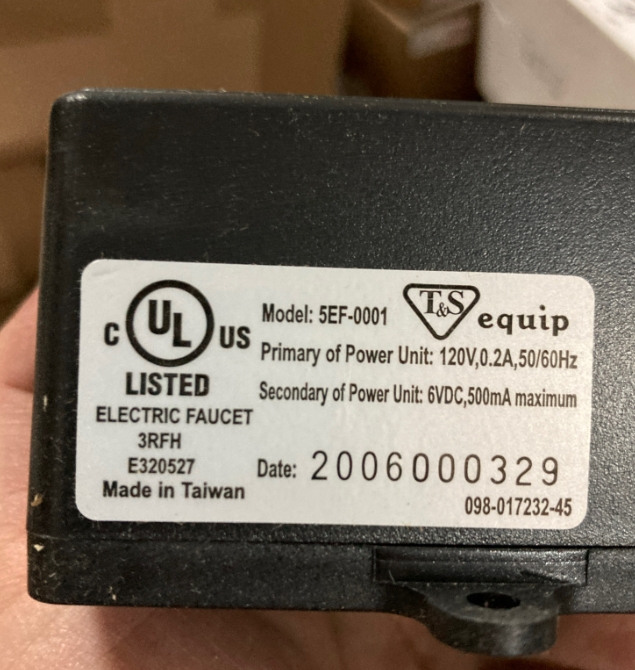 C UL US
LISTED
ELECTRIC FAUCET
3RFH
E320527
Made in Taiwan
Model: 5EF-0001
T&S equip
Primary of Power Unit: 120V,0.2A,50/60Hz
Secondary of Power Unit: 6VDC,500mA maximum
Date: 2006000329
098-017232-45